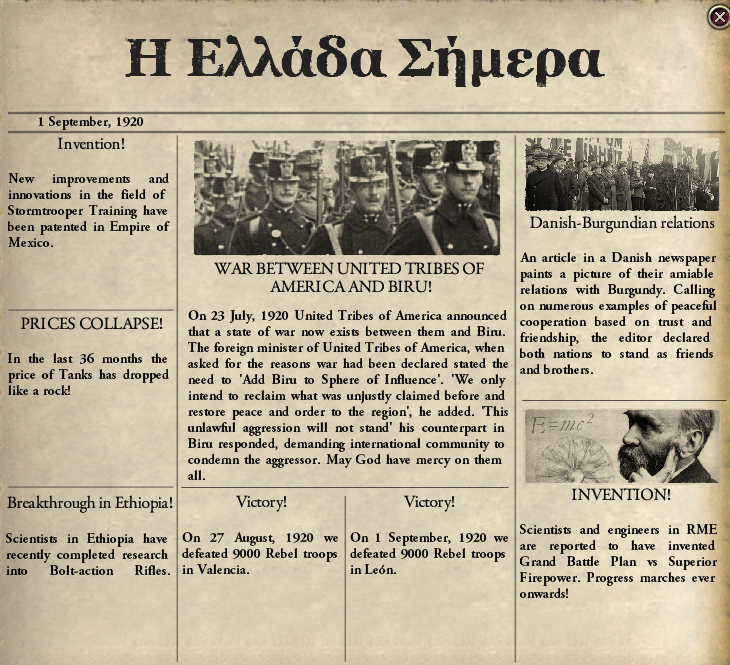 Η Ελλάδα Σήμερα
1 September, 1920
Invention!
New improvements and
innovations in the field of
Stormtrooper Training have
been patented in Empire of
Mexico.
PRICES COLLAPSE!
In the last 36 months the
price of Tanks has dropped
like a rock!
Breakthrough in Ethiopia!
Scientists in Ethiopia have
recently completed research
into Bolt-action Rifles.
WAR BETWEEN UNITED TRIBES OF
AMERICA AND BIRU!
On 23 July, 1920 United Tribes of America announced
that a state of war now exists between them and Biru.
The foreign minister of United Tribes of America, when
asked for the reasons war had been declared stated the
need to 'Add Biru to Sphere of Influence'. 'We only
intend to reclaim what was unjustly claimed before and
restore peace and order to the region', he added. 'This
unlawful aggression will not stand' his counterpart in
Biru responded, demanding international community to
condemn the aggressor. May God have mercy on them
all.
Victory!
On 27 August, 1920 we
defeated 9000 Rebel troops
in Valencia.
Victory!
On 1 September, 1920 we
defeated 9000 Rebel troops
in León.
Danish-Burgundian relations
An article in a Danish newspaper
paints a picture of their amiable
relations with Burgundy. Calling
on numerous examples of peaceful
cooperation based on trust and
friendship, the editor declared
both nations to stand as friends
and brothers.
E=mc²
INVENTION!
Scientists and engineers in RME
are reported to have invented
Grand Battle Plan vs Superior
Firepower. Progress marches ever
onwards!